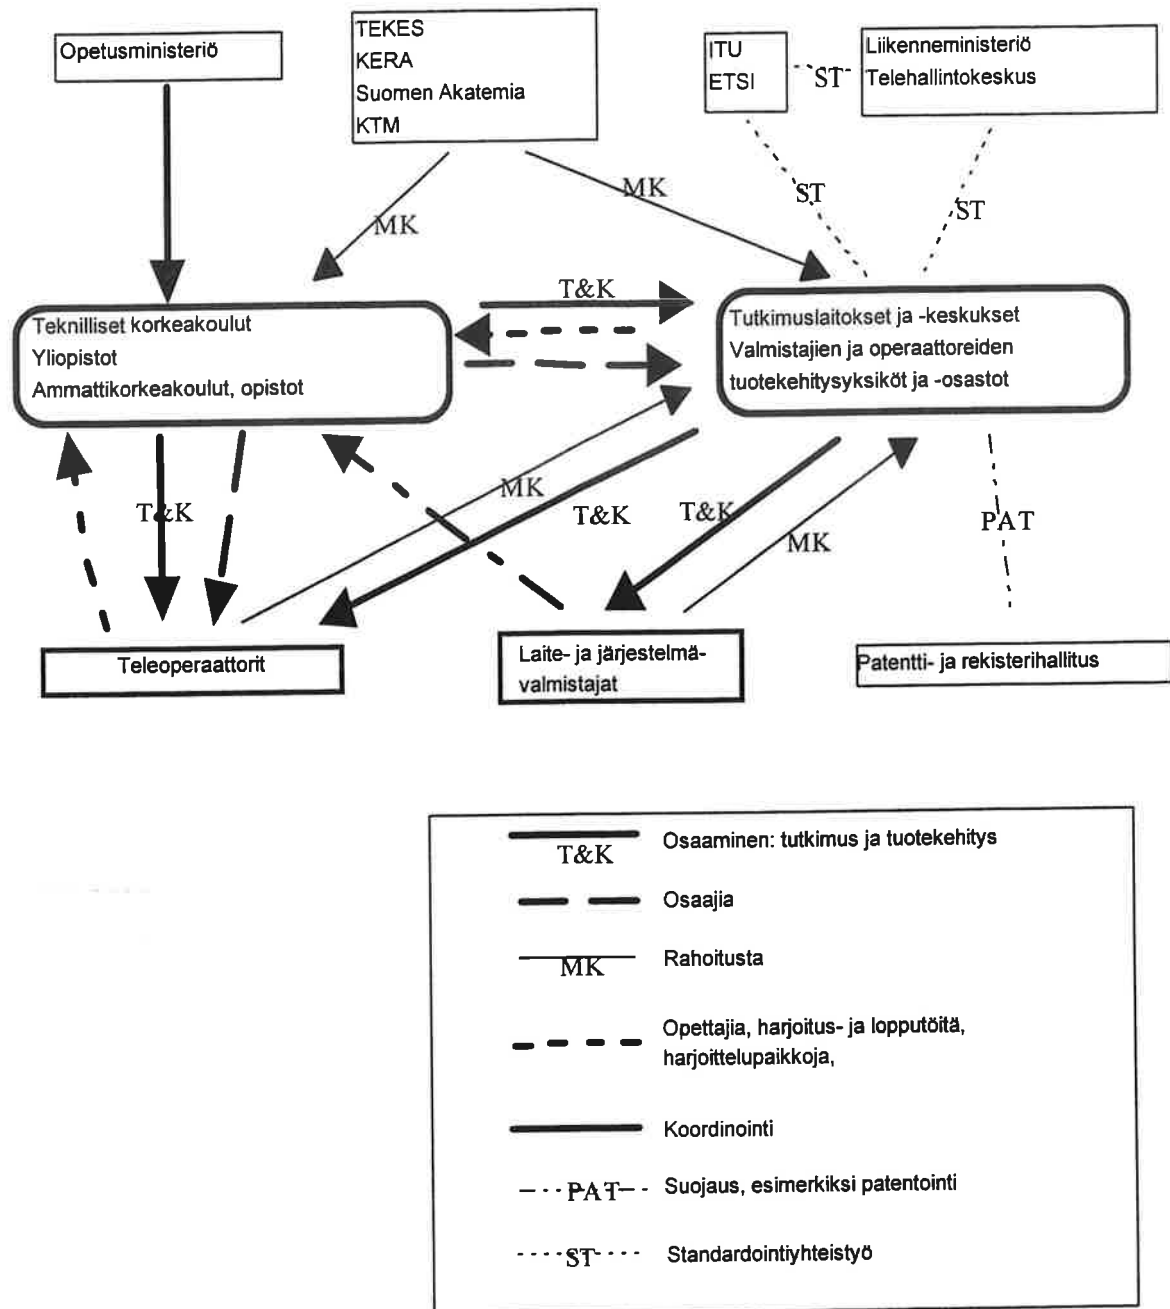 Opetusministeriö
TEKES
KERA
Suomen Akatemia
KTM
ITU
ETSI
ST
Liikenneministeriö
Telehallintokeskus
MK
MK
ST
ST
T&K
Teknilliset korkeakoulut
Yliopistot
Ammattikorkeakoulut, opistot
Tutkimuslaitokset ja -keskukset
Valmistajien ja operaattoreiden
tuotekehitysyksiköt ja -osastot
T&K
MK
T&K
T&K
MK
PAT
Teleoperaattorit
Laite- ja järjestelmä-
valmistajat
Patentti- ja rekisterihallitus
T&K
Osaaminen: tutkimus ja tuotekehitys
Osaajia
MK
Rahoitusta
Opettajia, harjoitus- ja lopputöitä,
harjoittelupaikkoja,
Koordinointi
PAT
Suojaus, esimerkiksi patentointi
ST
Standardointiyhteistyö